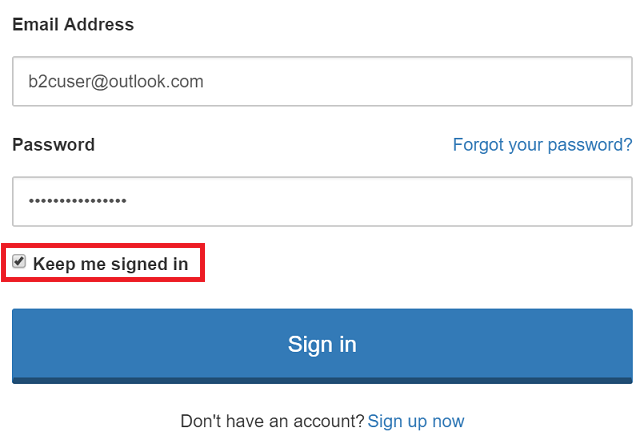 Email Address
b2cuser@outlook.com
Password Forgot your password?
••••••••••••••••
Keep me signed in
Sign in
Don't have an account? Sign up now